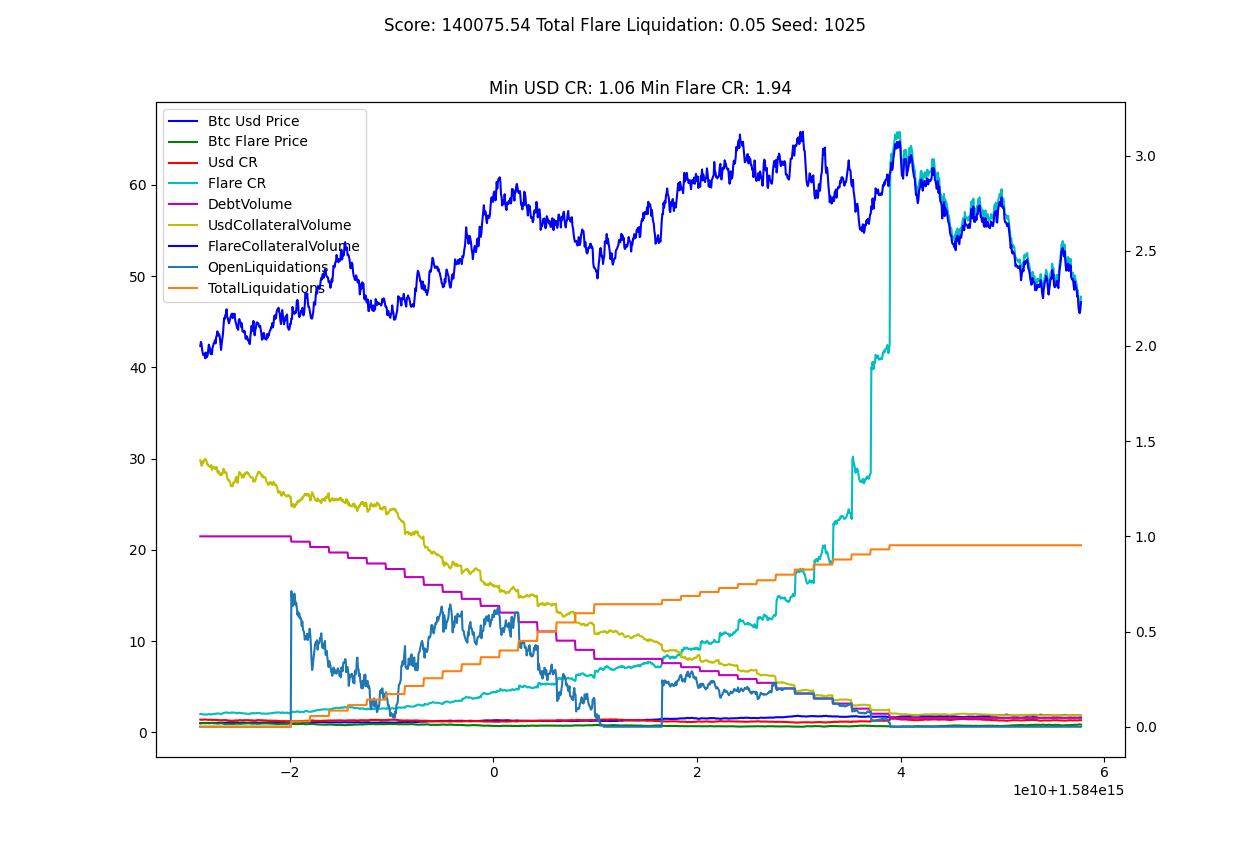 Score: 140075.54 Total Flare Liquidation: 0.05 Seed: 1025
Min USD CR: 1.06 Min Flare CR: 1.94
Btc Usd Price
Btc Flare Price
Usd CR
Flare CR
DebtVolume
UsdCollateralVolume
FlareCollateralVolume
OpenLiquidations
TotalLiquidations
60
50
40
30
20
10
0
3.0
2.5
2.0
1.5
1.0
0.5
0.0
−2 0 2 4 6
1e10+1.584e15